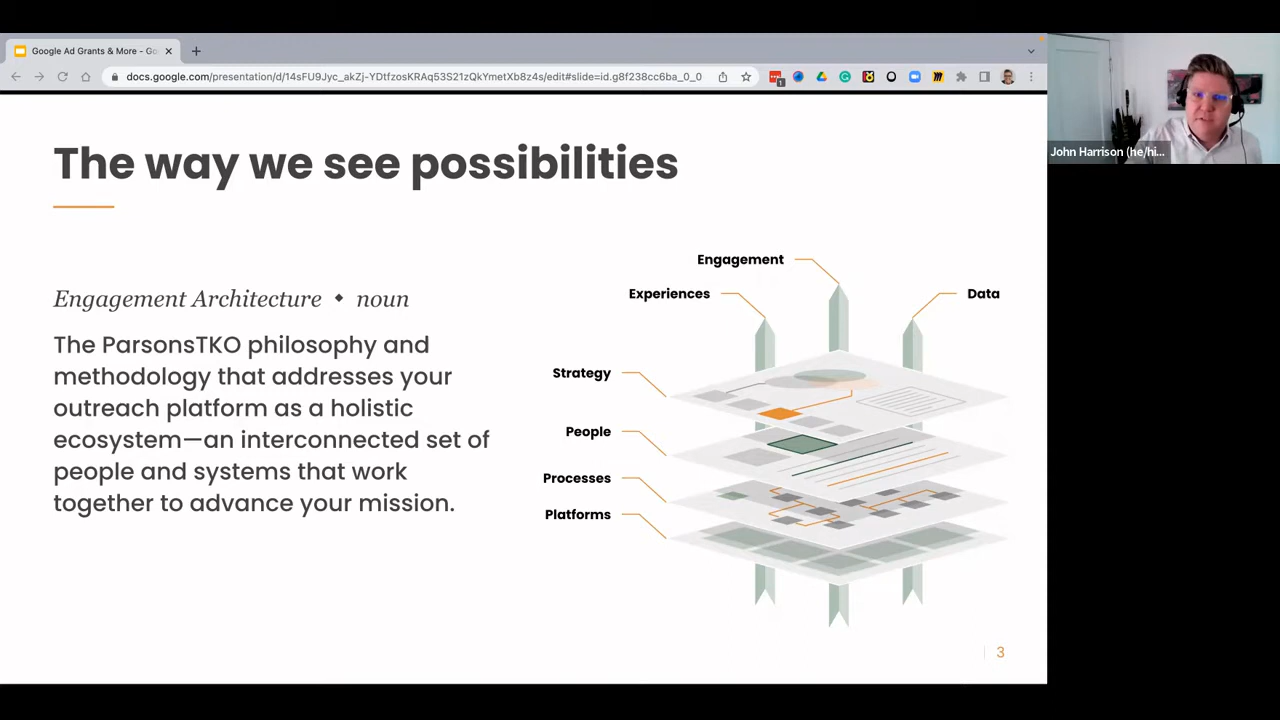 Google Ad Grants & More - Go
docs.google.com/presentation/d/14sFU9Jyc_akZj-YDtfzosKRAq53S21zQkYmetXb8z4s/edit#slide=id.g8f238cc6ba_0_0
1
John Harrison (he/hi...
The way we see possibilities
Engagement
Experiences
Data
Engagement Architecture ◆ noun
The ParsonsTKO philosophy and
methodology that addresses your
outreach platform as a holistic
ecosystem—an interconnected set of
people and systems that work
together to advance your mission.
Strategy
People
Processes
Platforms
3